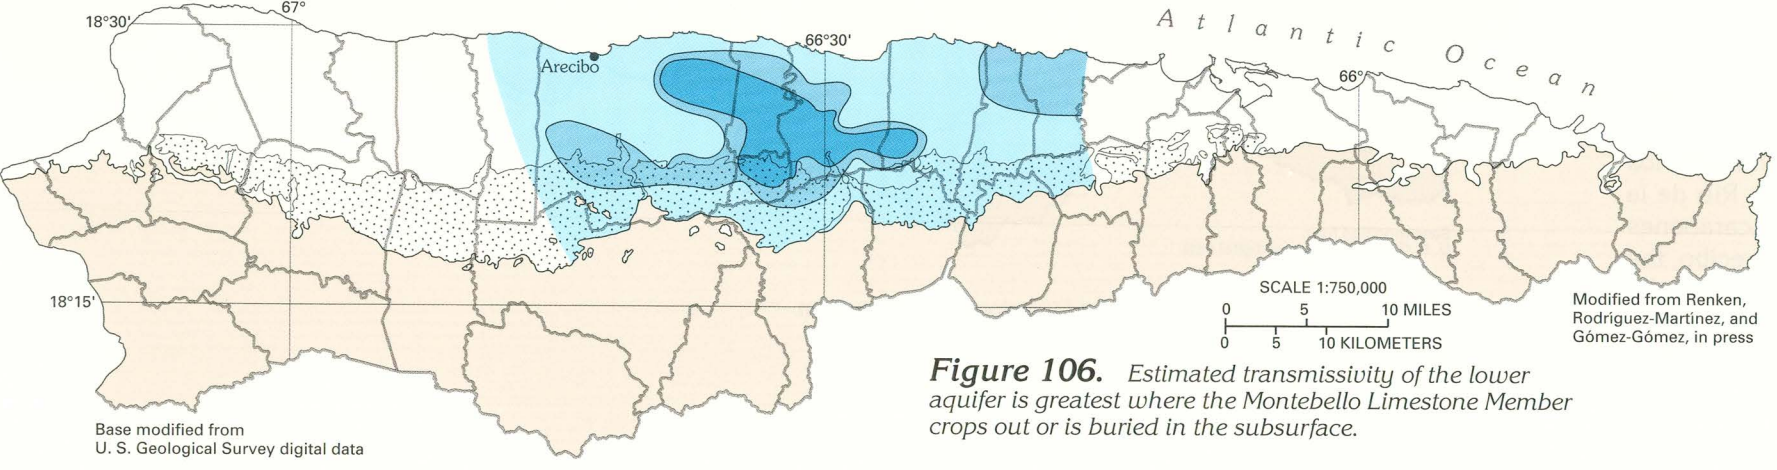 67°
18°30'
Atlantic Ocean
66°30'
Arecibo
66°
18°15'
SCALE 1:750,000
0 5 10 MILES
0 5 10 KILOMETERS
Modified from Renken,
Rodríguez-Martínez, and
Gómez-Gómez, in press
Figure 106. Estimated transmissivity of the lower
aquifer is greatest where the Montebello Limestone Member
crops out or is buried in the subsurface.
Base modified from
U. S. Geological Survey digital data